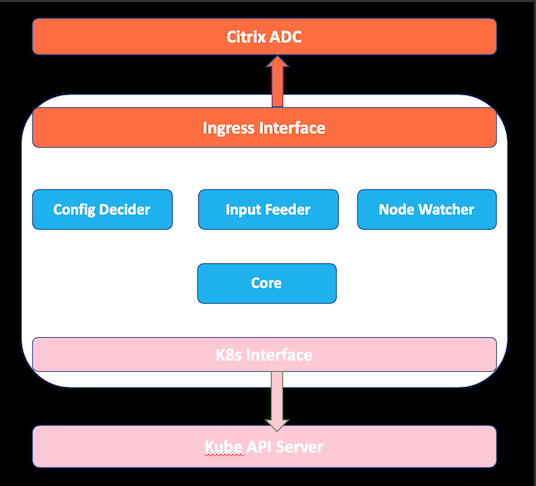 Citrix ADC
Ingress Interface
Config Decider
Input Feeder
Node Watcher
Core
K8s Interface
Kube API Server